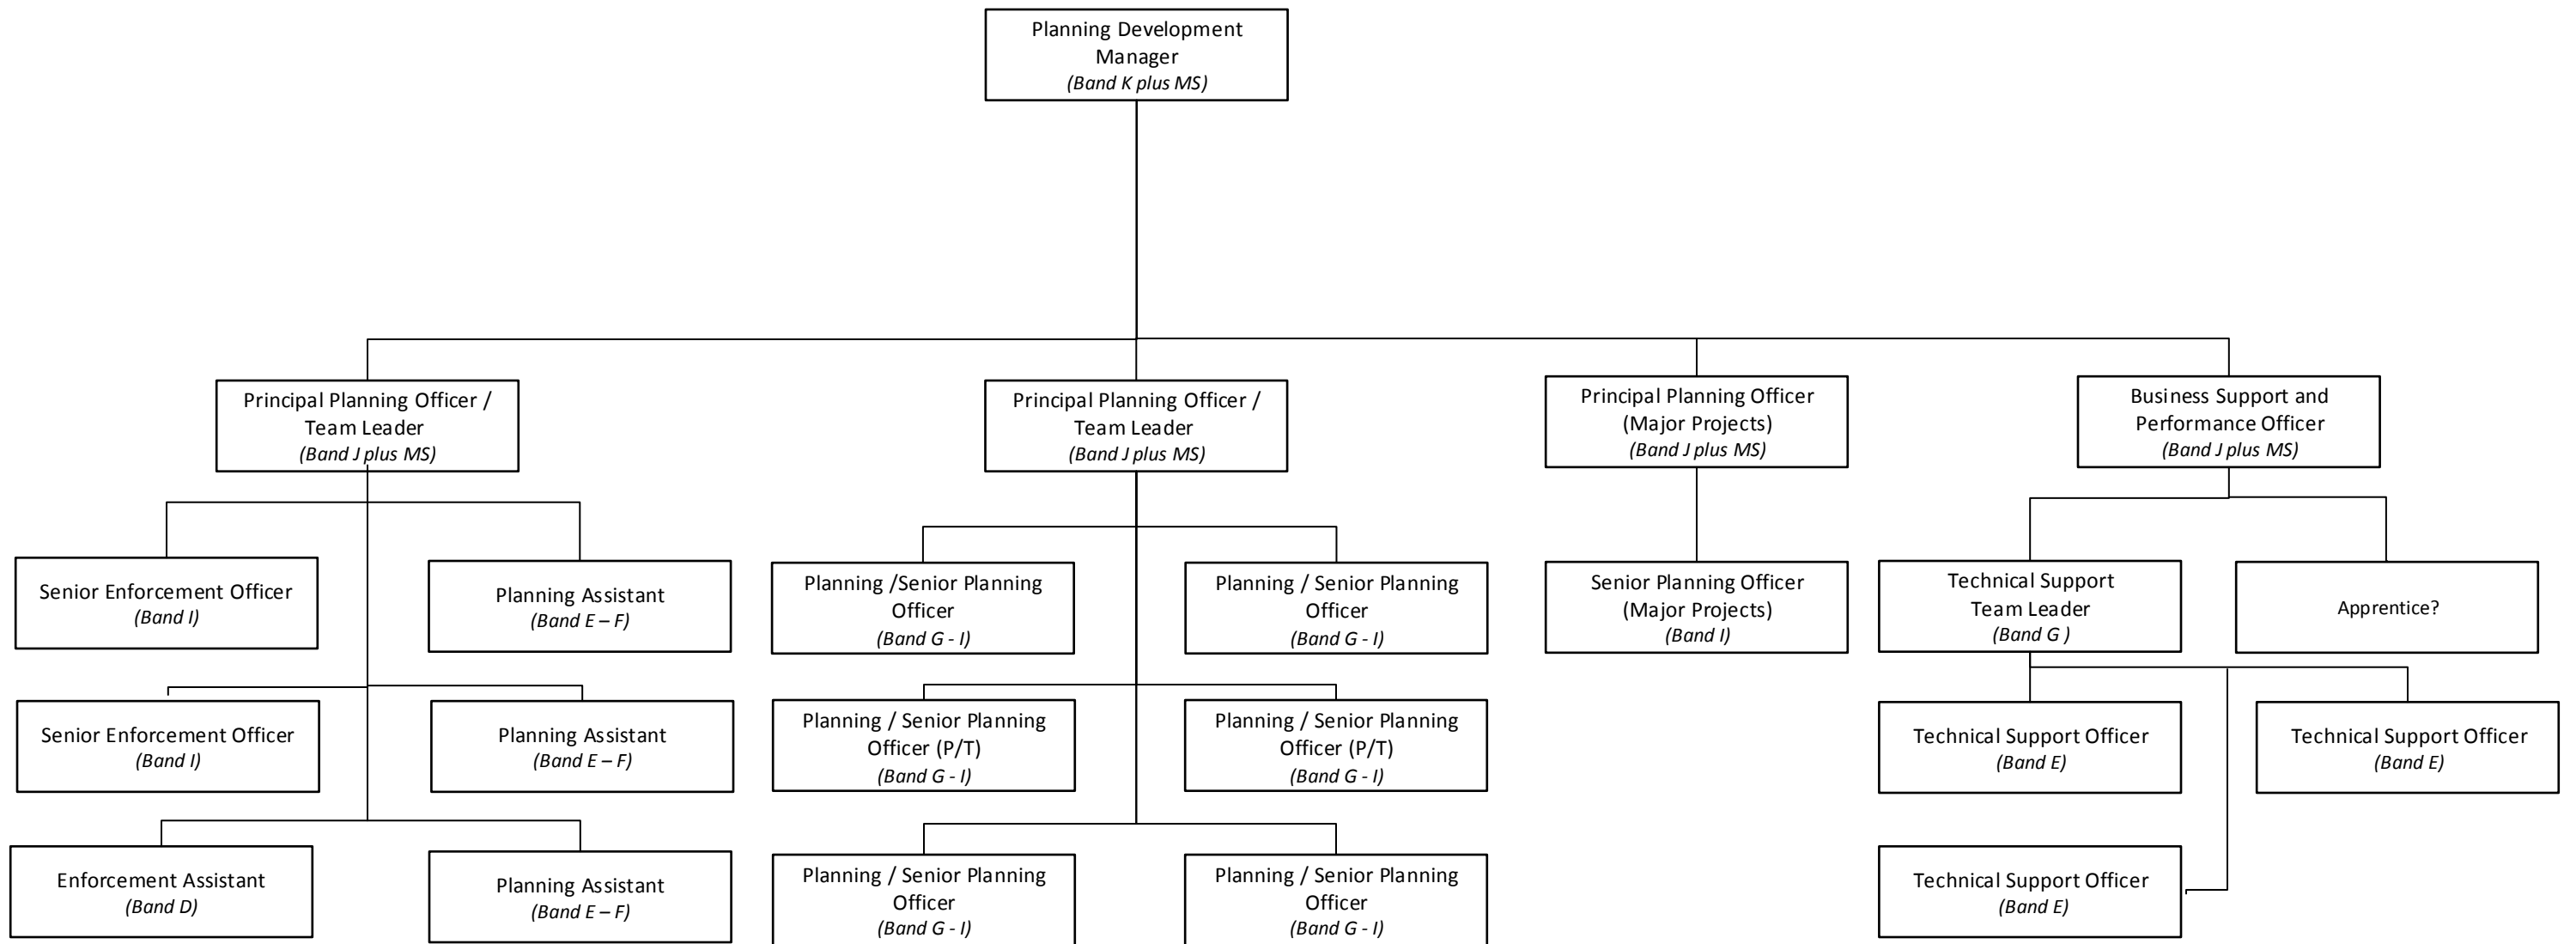 Planning Development
Manager
(Band K plus MS)
Principal Planning Officer /
Team Leader
(Band J plus MS)
Principal Planning Officer /
Team Leader
(Band J plus MS)
Principal Planning Officer
(Major Projects)
(Band J plus MS)
Business Support and
Performance Officer
(Band J plus MS)
Senior Enforcement Officer
(Band I)
Planning Assistant
(Band E – F)
Planning /Senior Planning
Officer
(Band G - I)
Planning / Senior Planning
Officer
(Band G - I)
Senior Planning Officer
(Major Projects)
(Band I)
Technical Support
Team Leader
(Band G )
Apprentice?
Senior Enforcement Officer
(Band I)
Planning Assistant
(Band E – F)
Planning / Senior Planning
Officer (P/T)
(Band G - I)
Planning / Senior Planning
Officer (P/T)
(Band G - I)
Technical Support Officer
(Band E)
Technical Support Officer
(Band E)
Enforcement Assistant
(Band D)
Planning Assistant
(Band E – F)
Planning / Senior Planning
Officer
(Band G - I)
Planning / Senior Planning
Officer
(Band G - I)
Technical Support Officer
(Band E)